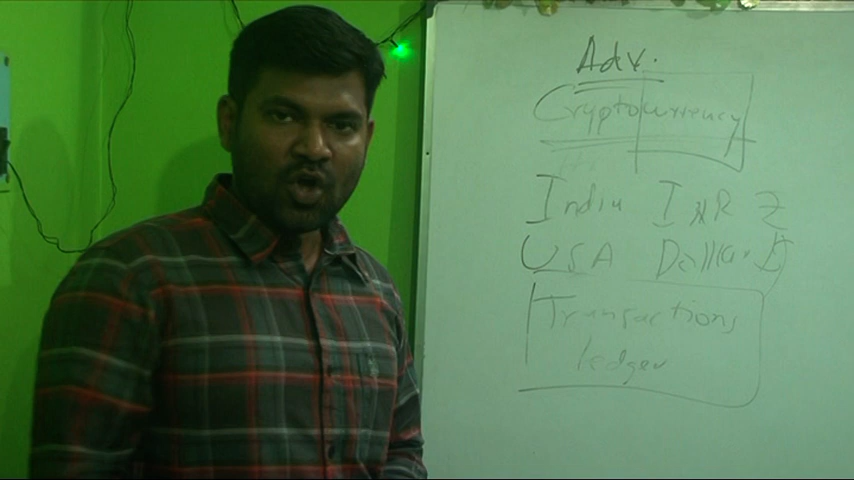 Adv.
Cryptocurrency
India INR
USA Dollar
Transactions
ledger